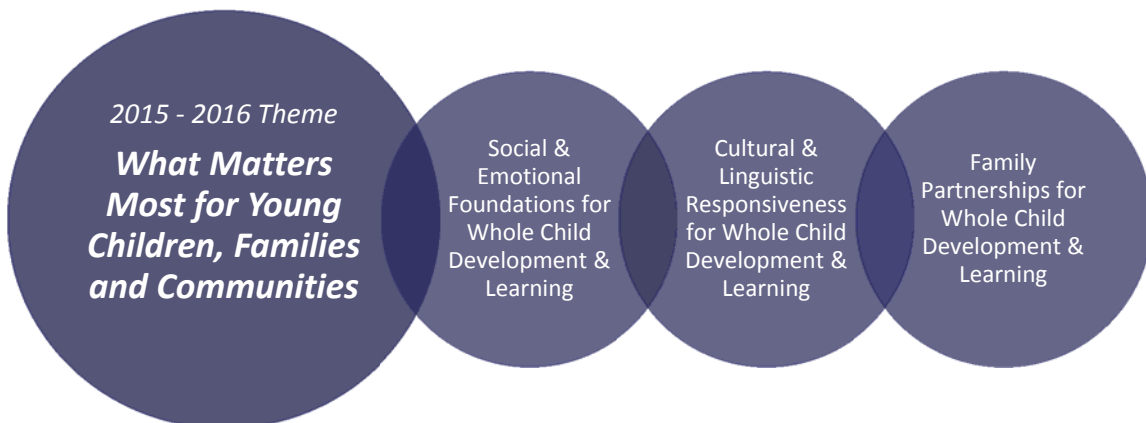 2015 - 2016 Theme
What Matters
Most for Young
Children, Families
and Communities
Social &
Emotional
Foundations for
Whole Child
Development &
Learning
Cultural &
Linguistic
Responsiveness
for Whole Child
Development &
Learning
Family
Partnerships for
Whole Child
Development &
Learning